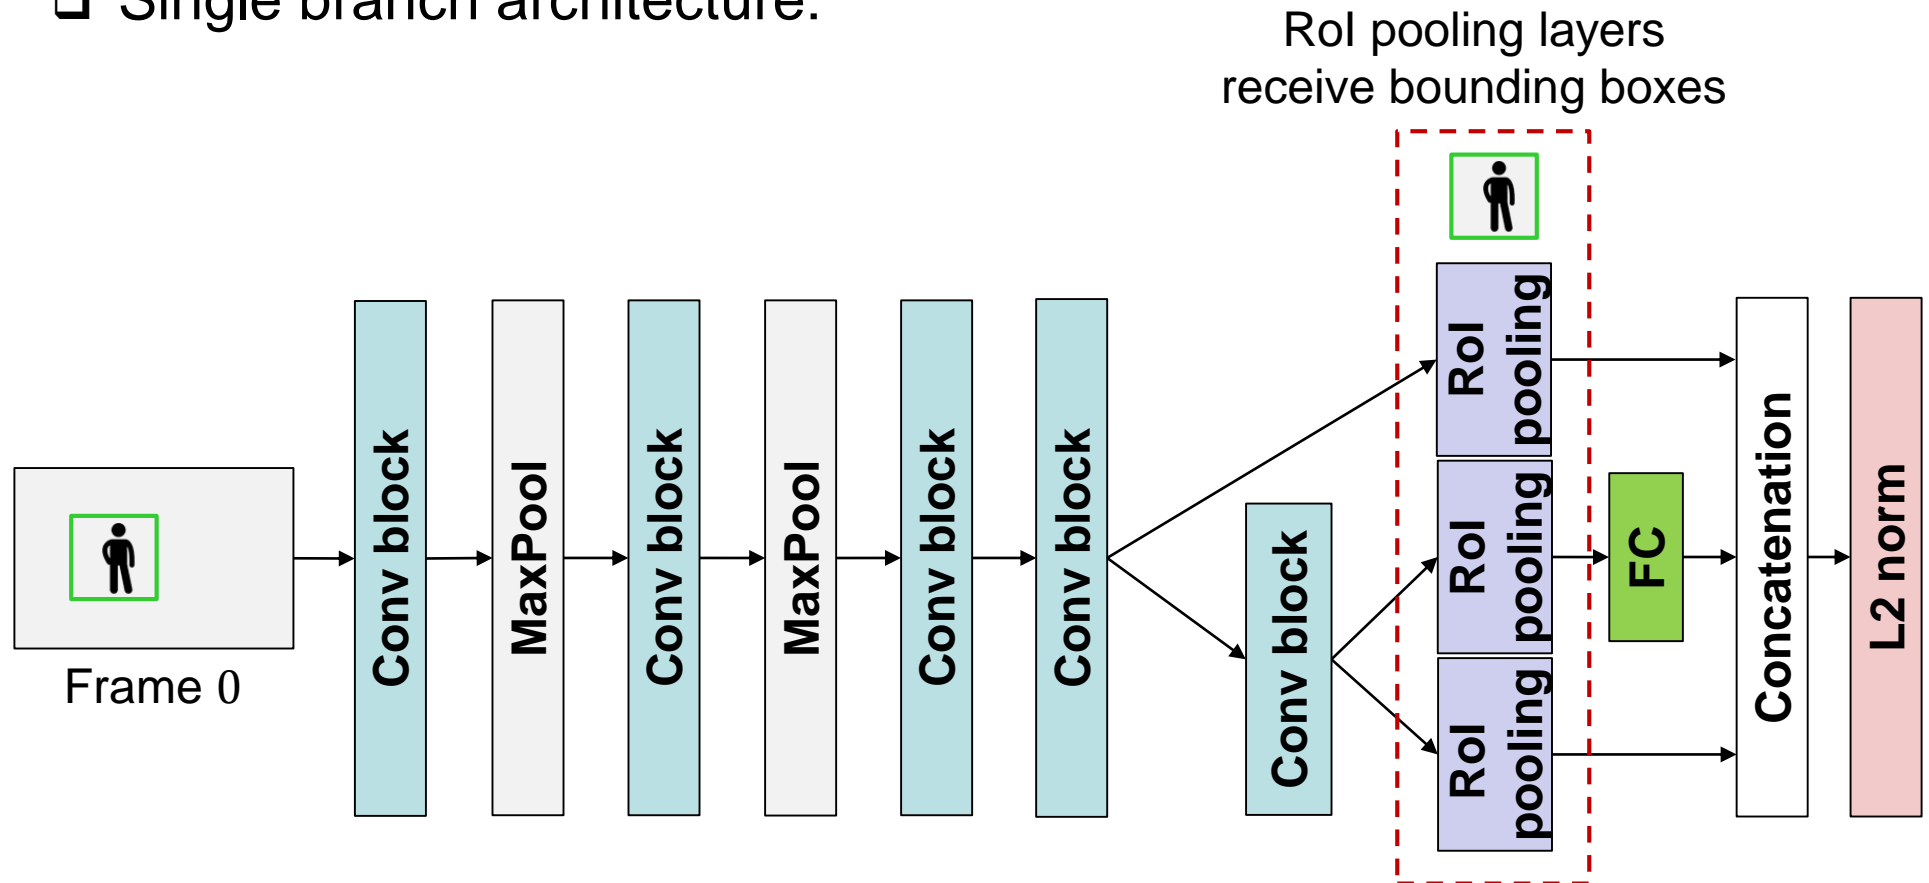 ❑ Single branch architecture:
RoI pooling layers
receive bounding boxes
Frame 0
Conv block
MaxPool
Conv block
MaxPool
Conv block
Conv block
Conv block
RoI
pooling
RoI
pooling
RoI
pooling
FC
Concatenation
L2 norm